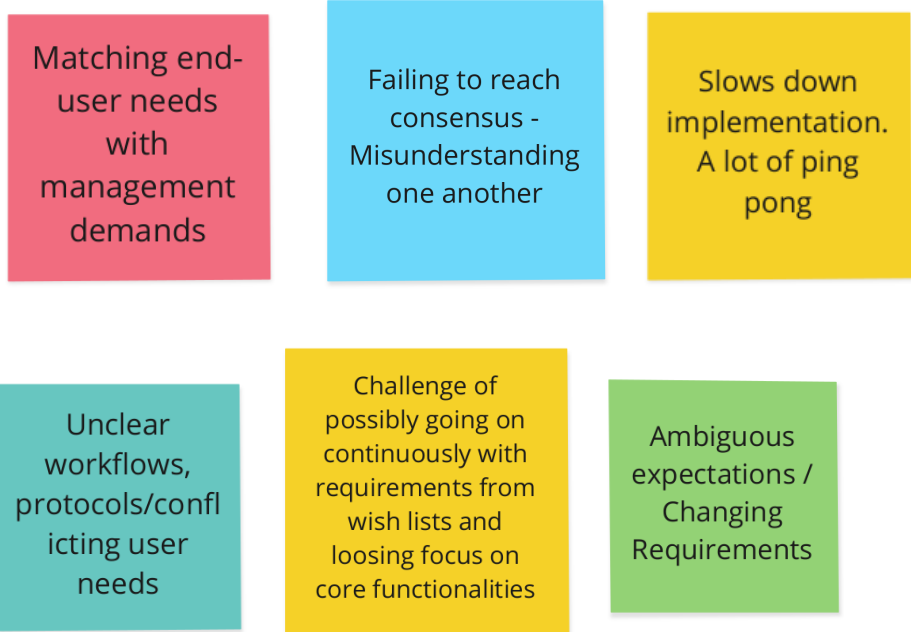 Matching end-
user needs
with
management
demands
Failing to reach
consensus -
Misunderstanding
one another
Slows down
implementation.
A lot of ping
pong
Unclear
workflows,
protocols/confl
icting user
needs
Challenge of
possibly going on
continuously with
requirements from
wish lists and
loosing focus on
core functionalities
Ambiguous
expectations /
Changing
Requirements